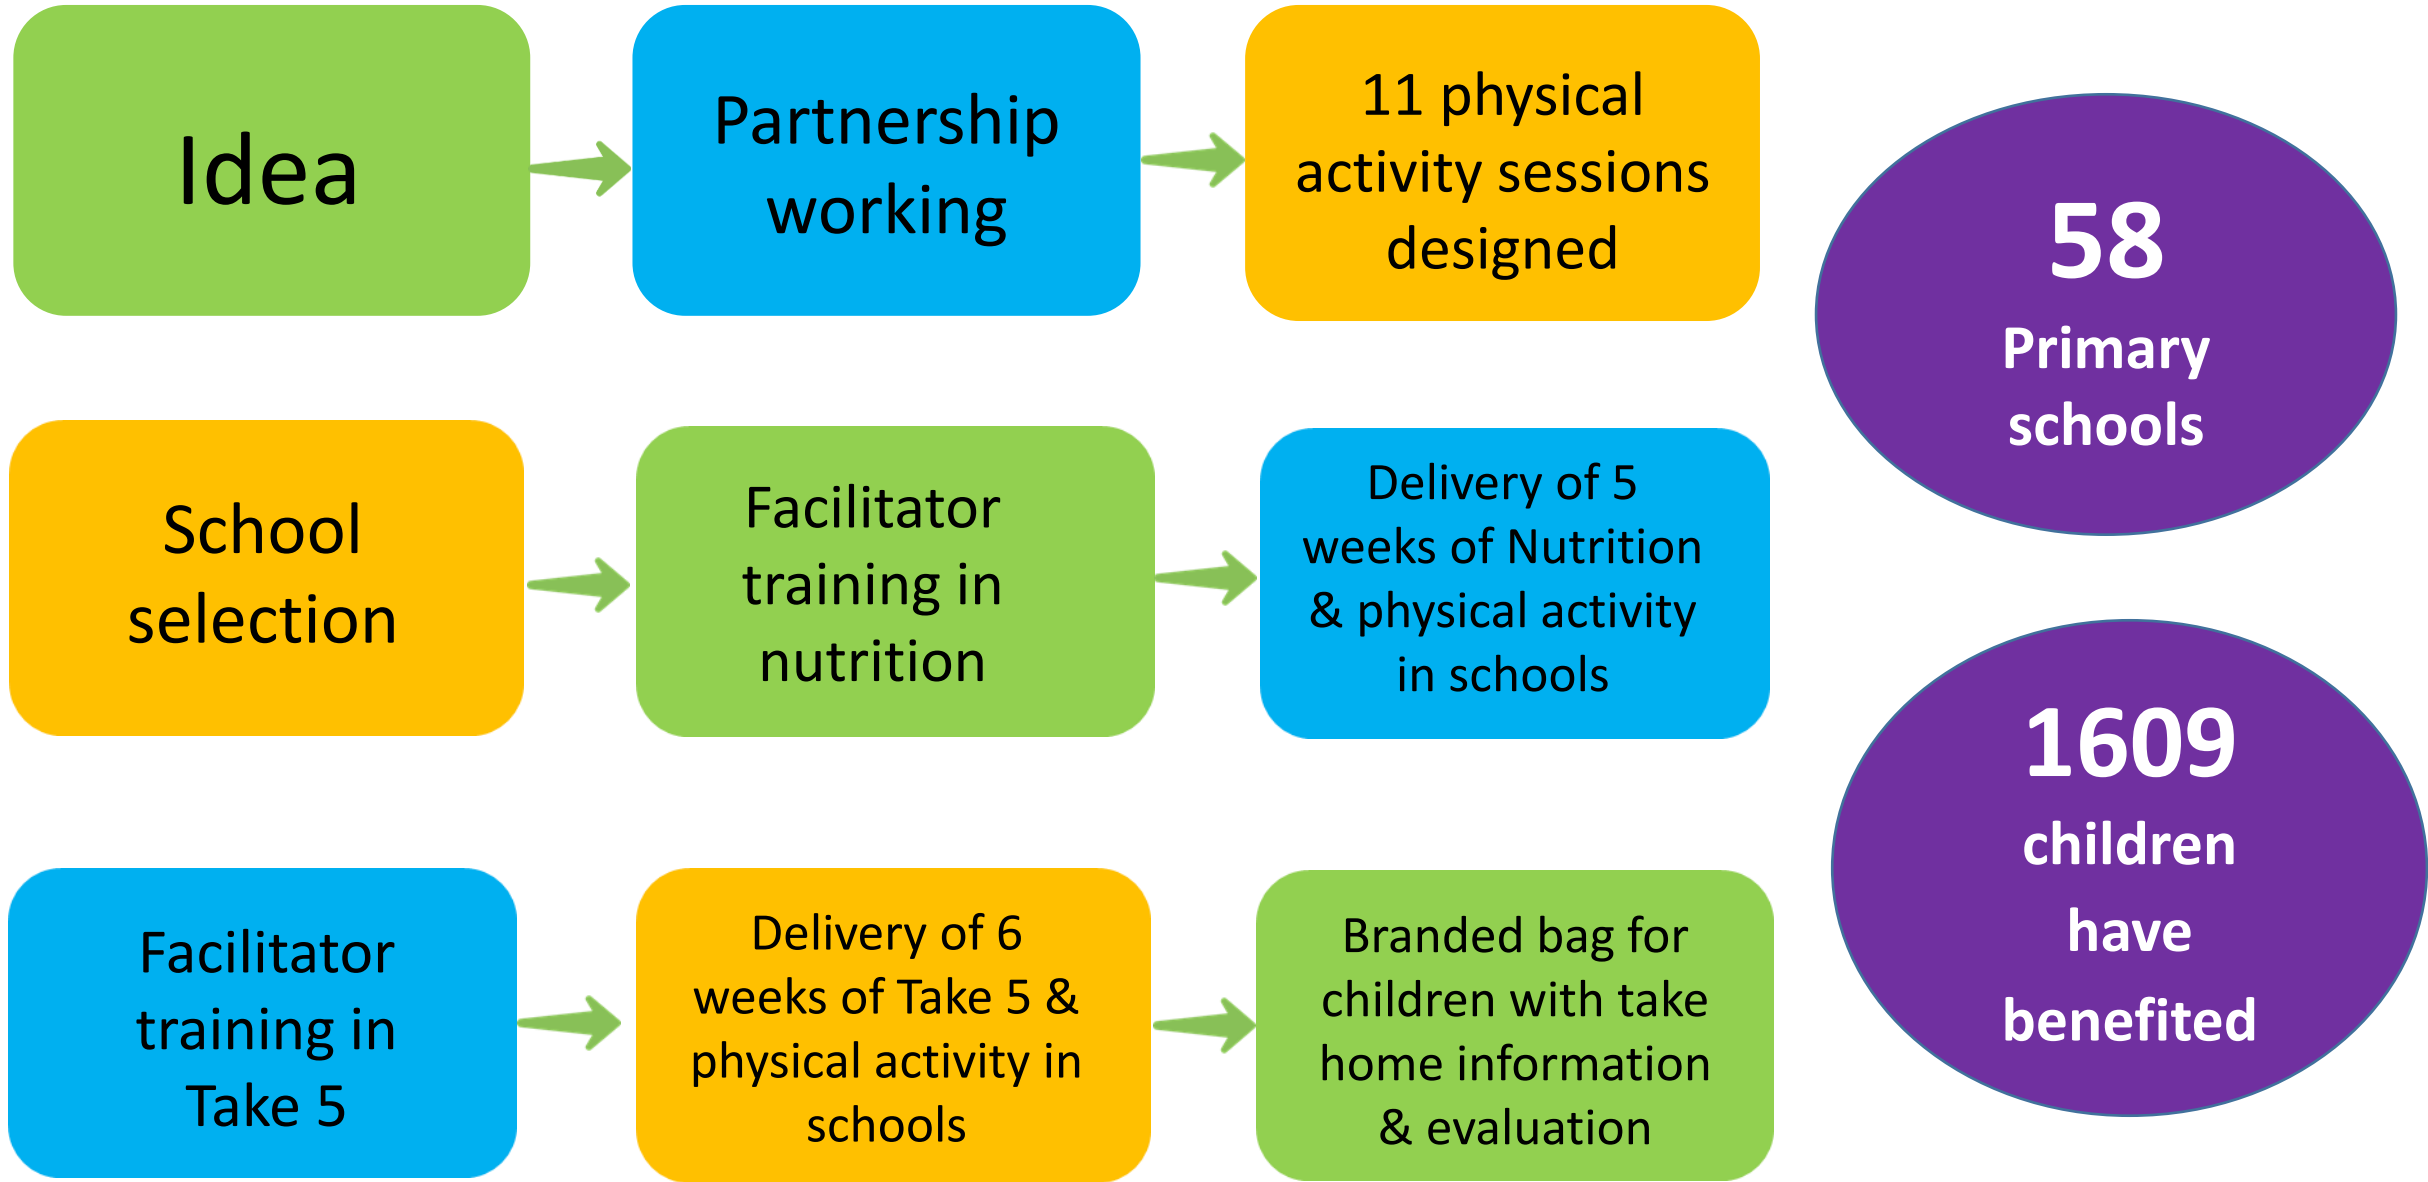 Idea
Partnership
working
11 physical
activity sessions
designed
58
Primary
schools
School
selection
Facilitator
training in
nutrition
Delivery of 5
weeks of Nutrition
& physical activity
in schools
1609
children
have
benefited
Facilitator
training in
Take 5
Delivery of 6
weeks of Take 5 &
physical activity in
schools
Branded bag for
children with take
home information
& evaluation